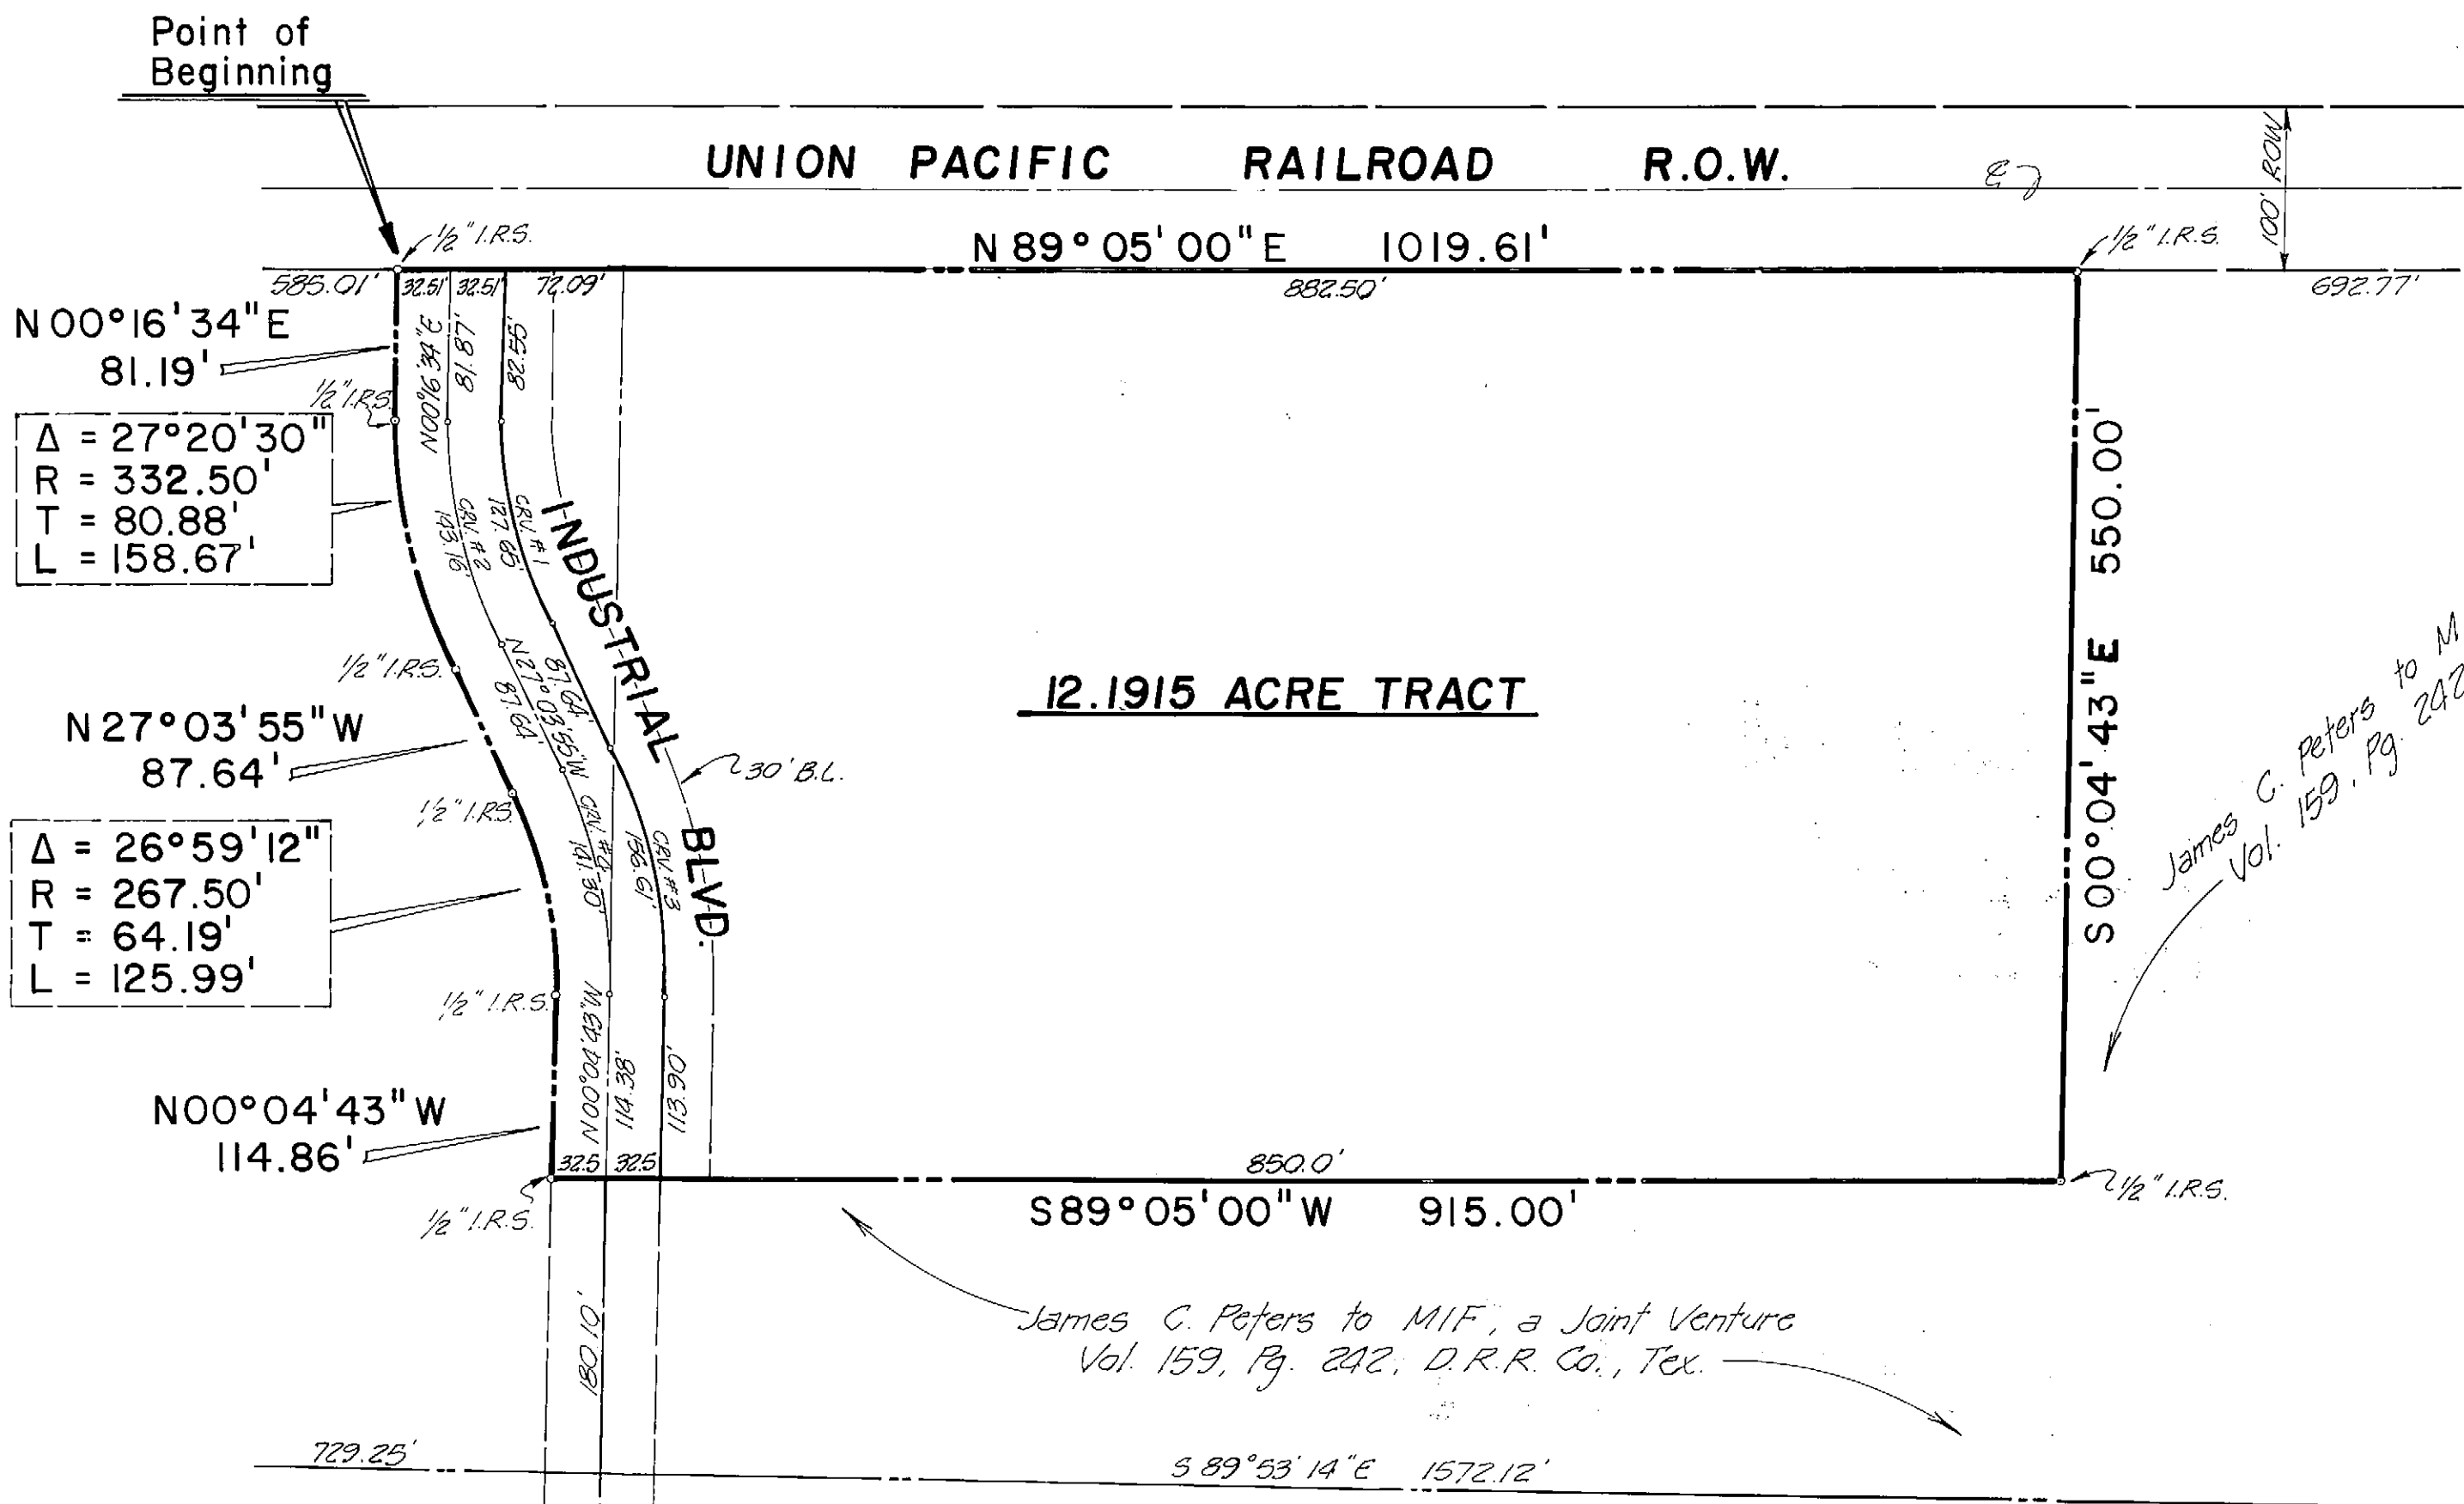 Point of
Beginning
UNION PACIFIC RAILROAD R.O.W.
100' ROW
1/2" I.R.S.
N 89° 05' 00" E 1019.61'
1/2" I.R.S.
585.01'
32.51'
32.51'
72.09'
882.50'
692.77'
N 00° 16' 34" E
81.19'
1/2" I.R.S.
N00°16'34"E
81.87'
82.55'
Δ = 27° 20' 30"
R = 332.50'
T = 80.88'
L = 158.67'
CRV. #2
143.16'
CRV. #1
127.65'
INDUSTRIAL BLVD.
S 00° 04' 43" E 550.00'
1/2" I.R.S.
N 27° 03' 55" W
87.64'
N 27°03'55"W
87.64'
87.64'
12.1915 ACRE TRACT
30' B.L.
1/2" I.R.S.
James C. Peters to M
Vol. 159, Pg. 242
Δ = 26° 59' 12"
R = 267.50'
T = 64.19'
L = 125.99'
CRV. #4
141.30'
CRV. #3
156.61'
1/2" I.R.S.
N00°04'43"W
114.86'
N00°04'43"W
114.38'
113.90'
32.5
32.5
850.0'
1/2" I.R.S.
S 89° 05' 00" W 915.00'
1/2" I.R.S.
180.10'
James C. Peters to MIF, a Joint Venture
Vol. 159, Pg. 242, D.R.R. Co., Tex.
729.25'
S 89° 53' 14" E 1572.12'